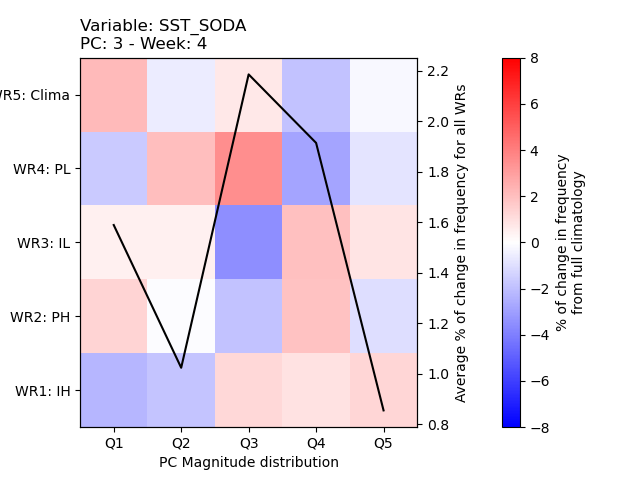 Variable: SST_SODA
PC: 3 - Week: 4
R5: Clima
WR4: PL
WR3: IL
WR2: PH
WR1: IH
Q1 Q2 Q3 Q4 Q5
PC Magnitude distribution
2.2
2.0
1.8
1.6
1.4
1.2
1.0
0.8
Average % of change in frequency for all WRs
8
6
4
2
0
−2
−4
−6
−8
% of change in frequency
from full climatology